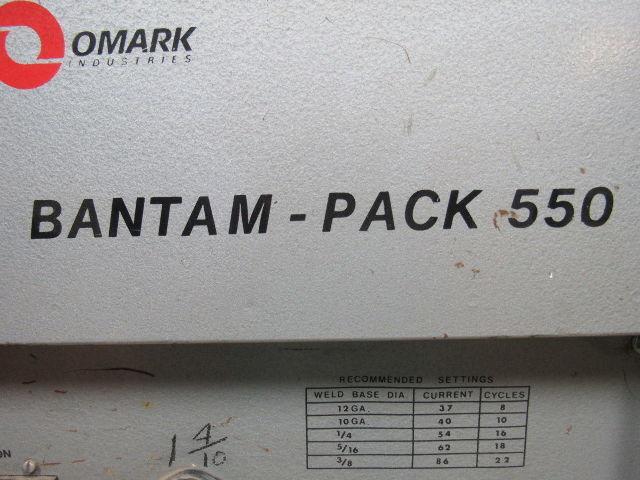 OMARK
INDUSTRIES
BANTAM - PACK 550
RECOMMENDED SETTINGS
WELD BASE DIA CURRENT CYCLES
12 GA. 37 8
10 GA. 40 10
1/4 54 16
5/16 62 18
3/8 86 22
1 4/10
ON